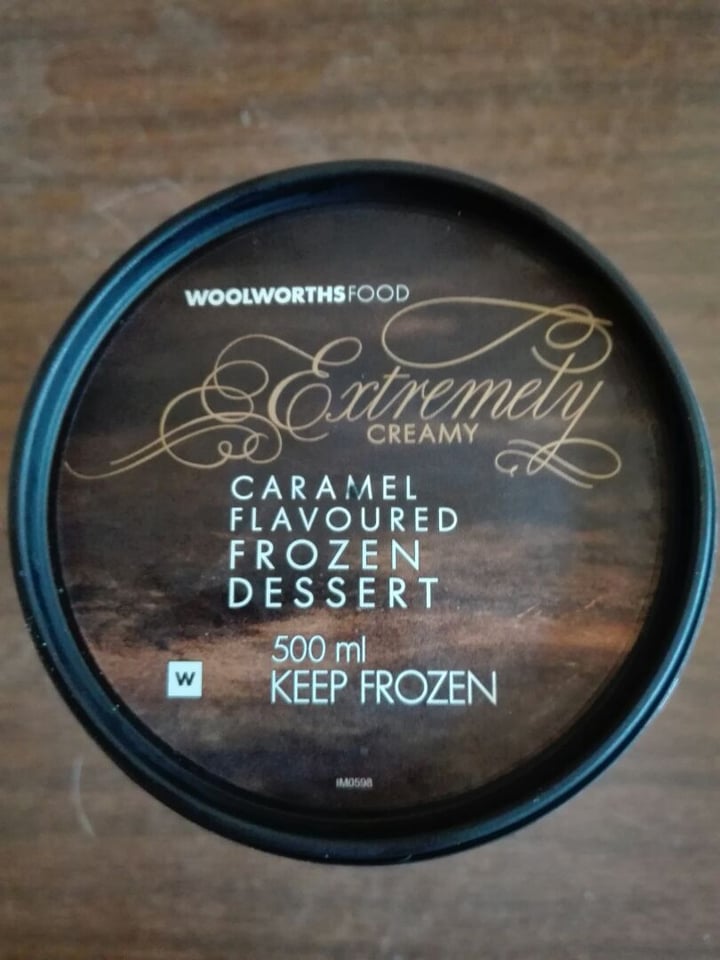 WOOLWORTHSFOOD
Extremely
CREAMY
CARAMEL
FLAVOURED
FROZEN
DESSERT
500 ml
W
KEEP FROZEN
IM0598